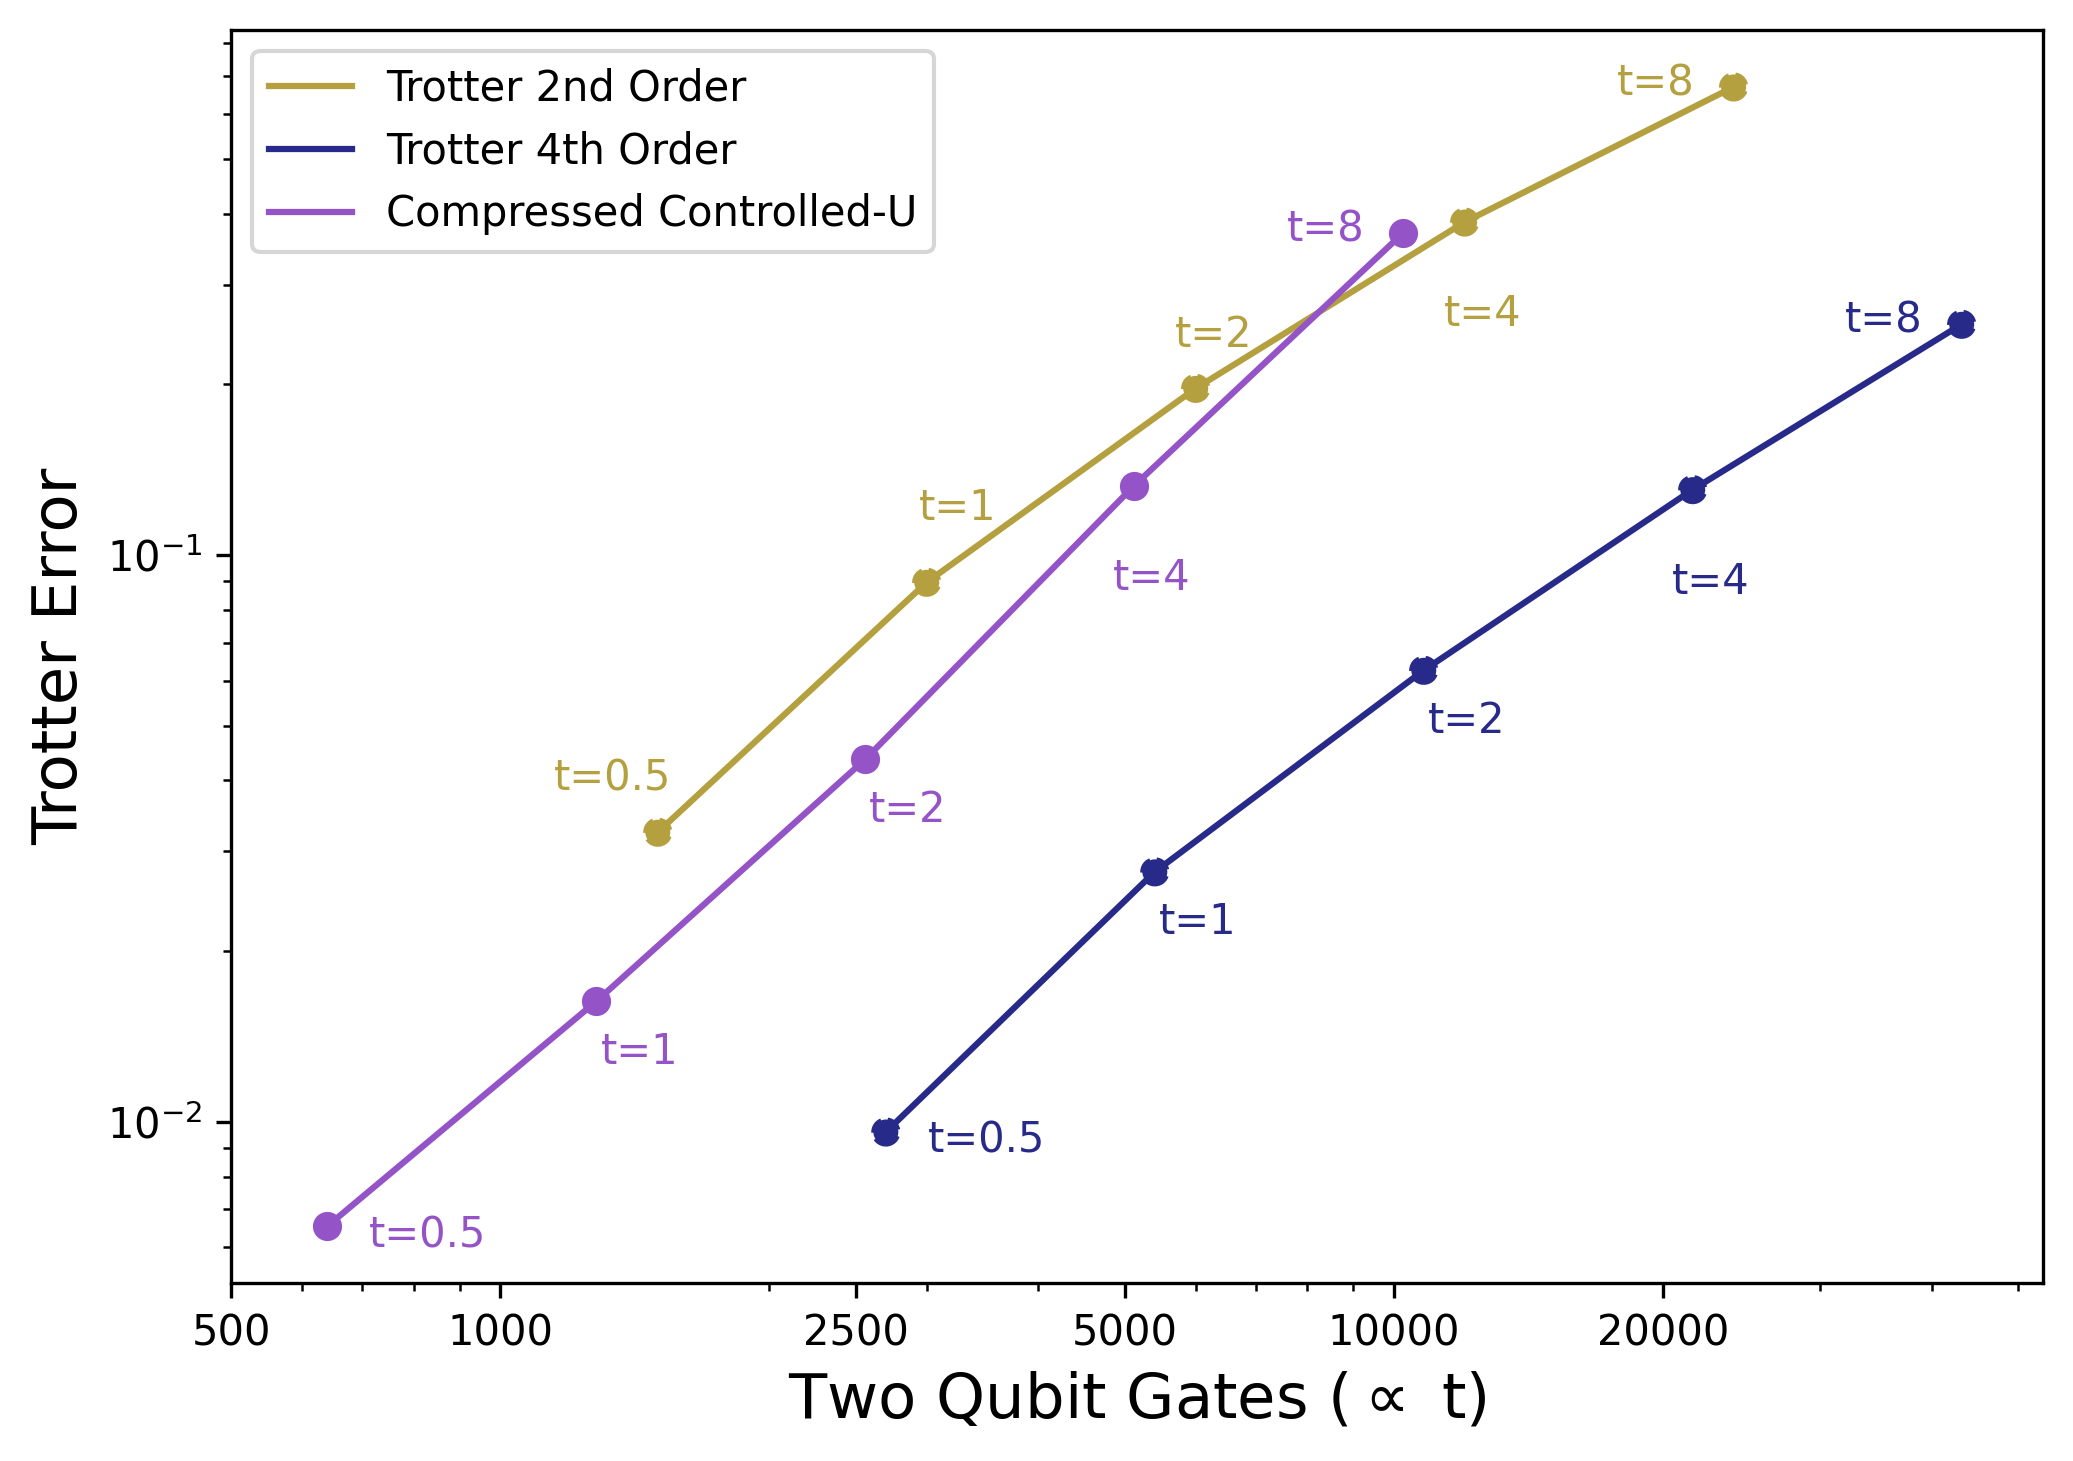 Trotter 2nd Order
Trotter 4th Order
Compressed Controlled-U
t=8
t=8
t=4
t=8
t=2
t=1
t=4
t=4
t=2
t=0.5
t=2
t=1
t=1
t=0.5
t=0.5
Trotter Error
10⁻¹
10⁻²
500
1000
2500
5000
10000
20000
Two Qubit Gates (∝ t)